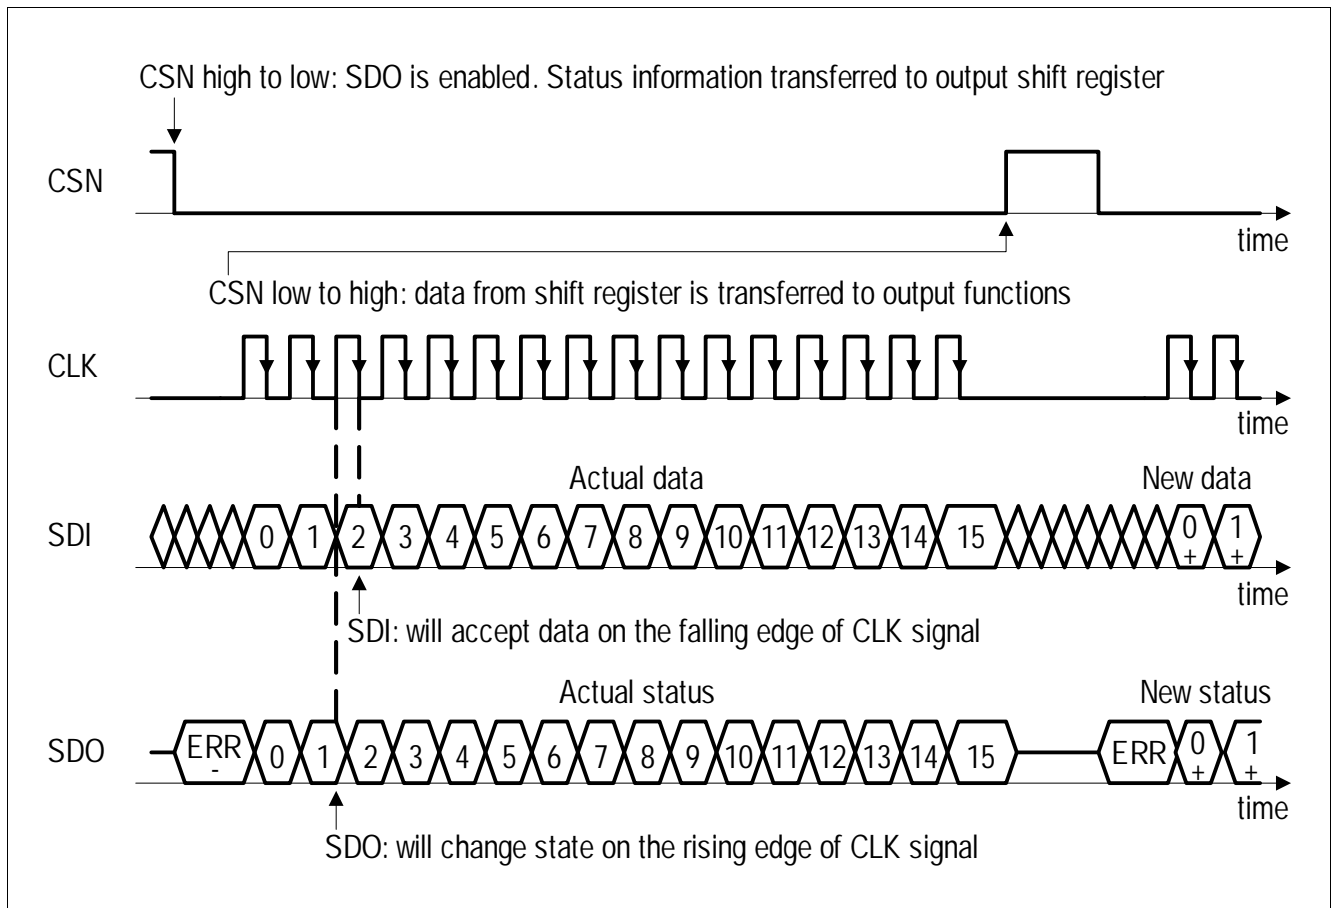 CSN high to low: SDO is enabled. Status information transferred to output shift register
CSN
time
CSN low to high: data from shift register is transferred to output functions
CLK
time
Actual data
New data
SDI
0 1 2 3 4 5 6 7 8 9 10 11 12 13 14 15 0 1
+ +
time
SDI: will accept data on the falling edge of CLK signal
Actual status
New status
SDO
ERR 0 1 2 3 4 5 6 7 8 9 10 11 12 13 14 15 ERR 0 1
- + +
time
SDO: will change state on the rising edge of CLK signal